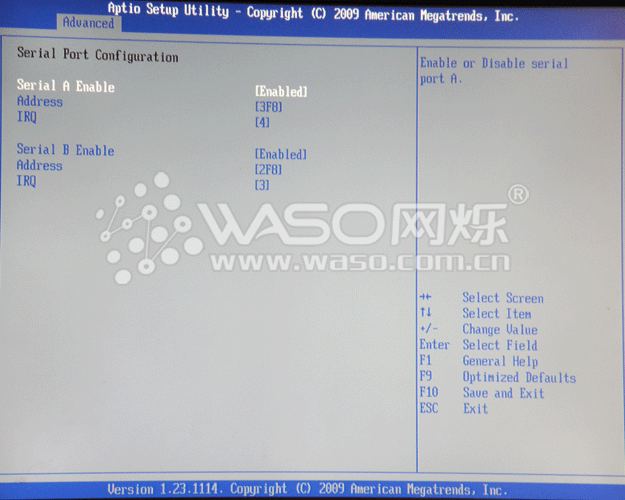 Aptio Setup Utility - Copyright (C) 2009 American Megatrends, Inc.
Advanced
Serial Port Configuration
Serial A Enable [Enabled]
Address [3F8]
IRQ [4]
Serial B Enable [Enabled]
Address [2F8]
IRQ [3]
Enable or Disable serial
port A.
WASO网烁®
www.waso.com.cn
→← Select Screen
↑↓ Select Item
+/- Change Value
Enter Select Field
F1 General Help
F9 Optimized Defaults
F10 Save and Exit
ESC Exit
Version 1.23.1114. Copyright (C) 2009 American Megatrends, Inc.